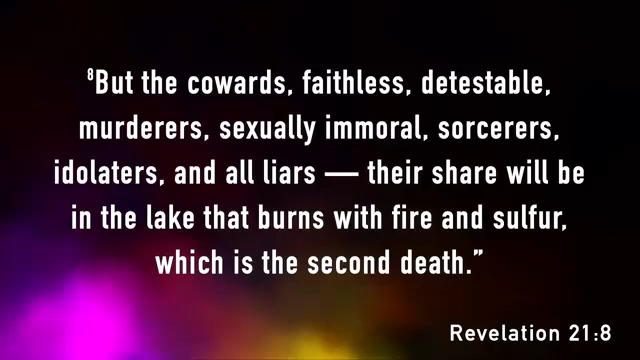 ⁸But the cowards, faithless, detestable,
murderers, sexually immoral, sorcerers,
idolaters, and all liars — their share will be
in the lake that burns with fire and sulfur,
which is the second death.”
Revelation 21:8